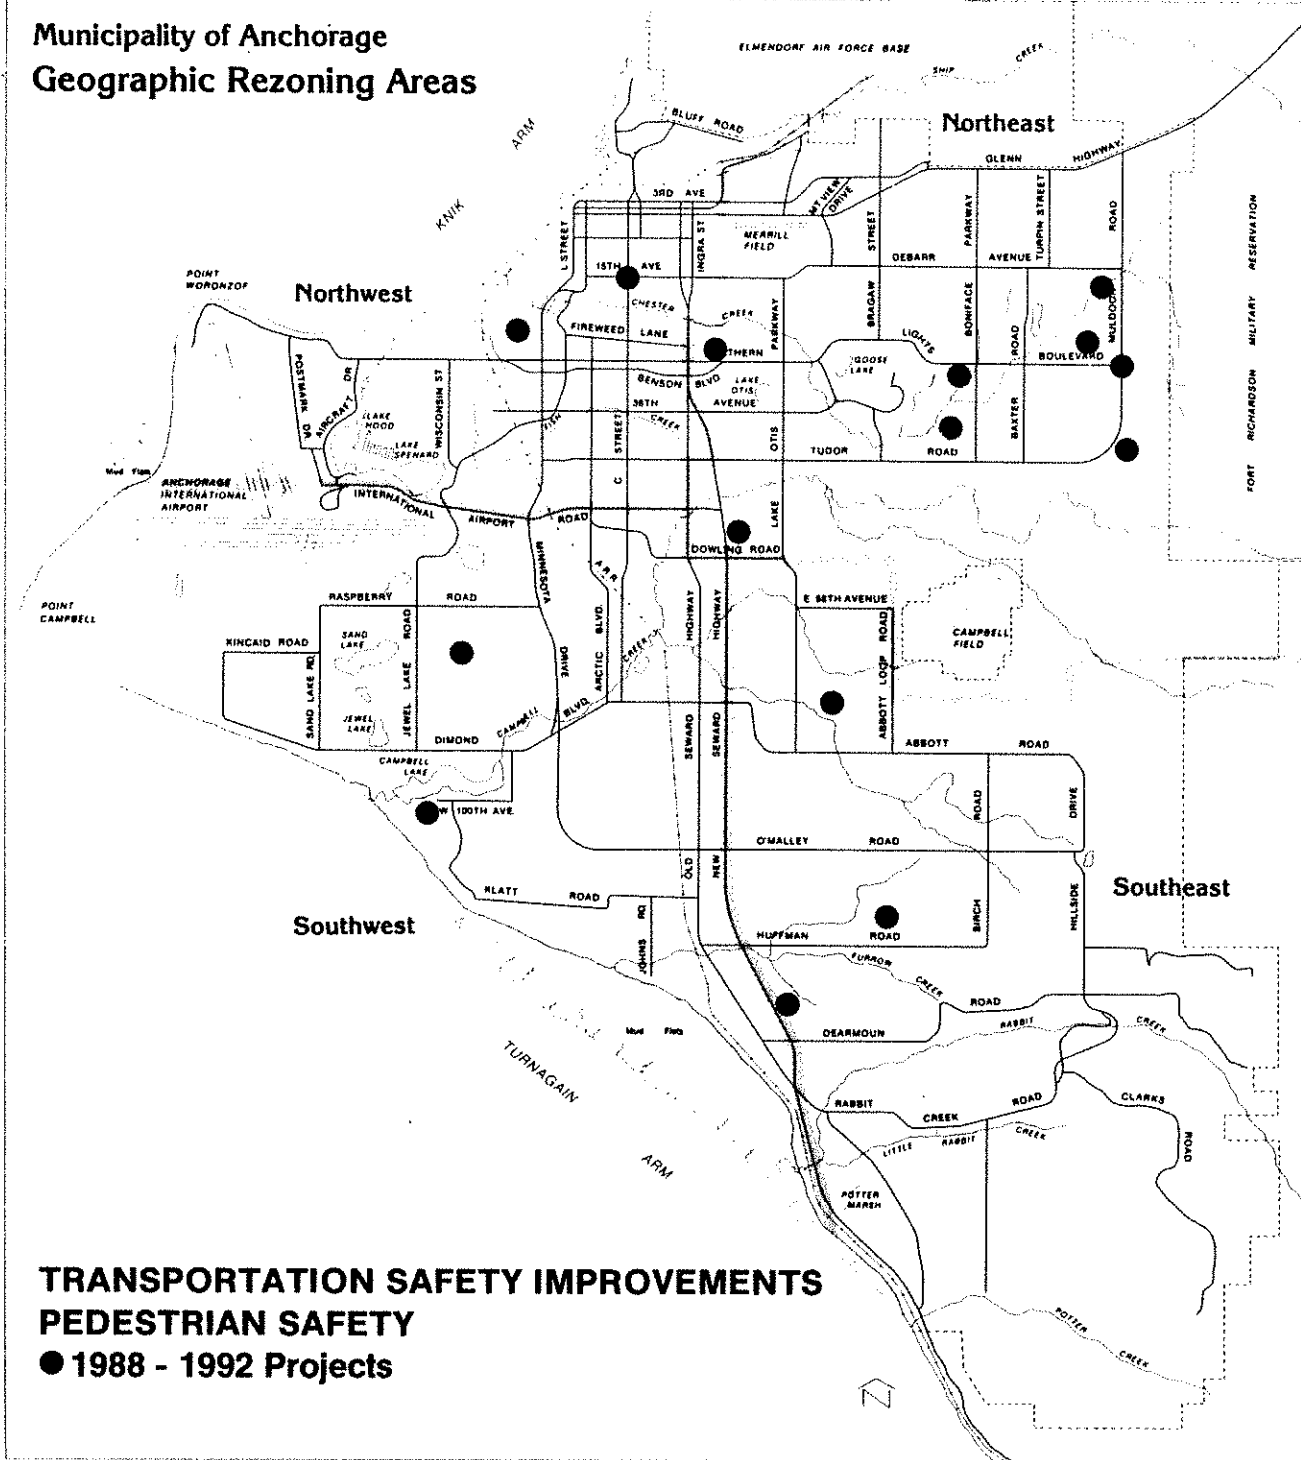 Municipality of Anchorage
Geographic Rezoning Areas
ELMENDORF AIR FORCE BASE
SHIP CREEK
BLUFF ROAD
Northeast
KNIK ARM
GLENN HIGHWAY
3RD AVE
MT VIEW DRIVE
MERRILL FIELD
L STREET
INGRA ST
15TH AVE
BRAGAW STREET
BONIFACE PARKWAY
TURPIN STREET
MULDOON ROAD
DEBARR AVENUE
FORT RICHARDSON MILITARY RESERVATION
POINT WORONZOF
Northwest
CHESTER CREEK
FIREWEED LANE
THERN LIGHTS BOULEVARD
BENSON BLVD
LAKE OTIS
GOOSE LAKE
36TH AVENUE
POSTMARK DR
AIRCRAFT DR
LAKE HOOD
LAKE SPENARD
WISCONSIN ST
FISH CREEK
C STREET
LAKE OTIS PARKWAY
BAXTER ROAD
TUDOR ROAD
Mud Flats
ANCHORAGE INTERNATIONAL AIRPORT
INTERNATIONAL AIRPORT ROAD
DOWLING ROAD
MINNESOTA DRIVE
A.R.R.
ARCTIC BLVD.
POINT CAMPBELL
RASPBERRY ROAD
KINCAID ROAD
SAND LAKE
SAND LAKE RD.
JEWEL LAKE
JEWEL LAKE ROAD
E 68TH AVENUE
CAMPBELL FIELD
ABBOTT LOOP ROAD
CAMPBELL CREEK
DIMOND BLVD.
CAMPBELL LAKE
OLD SEWARD HIGHWAY
NEW SEWARD HIGHWAY
ABBOTT ROAD
W 100TH AVE.
BIRCH ROAD
HILLSIDE DRIVE
O'MALLEY ROAD
KLATT ROAD
JOHNS RD.
Southeast
Southwest
HUFFMAN ROAD
FURROW CREEK
Mud Flats
DEARMOUN ROAD
RABBIT CREEK
TURNAGAIN ARM
RABBIT CREEK ROAD
CLARKS ROAD
LITTLE RABBIT CREEK
POTTER MARSH
POTTER CREEK
TRANSPORTATION SAFETY IMPROVEMENTS
PEDESTRIAN SAFETY
1988 - 1992 Projects